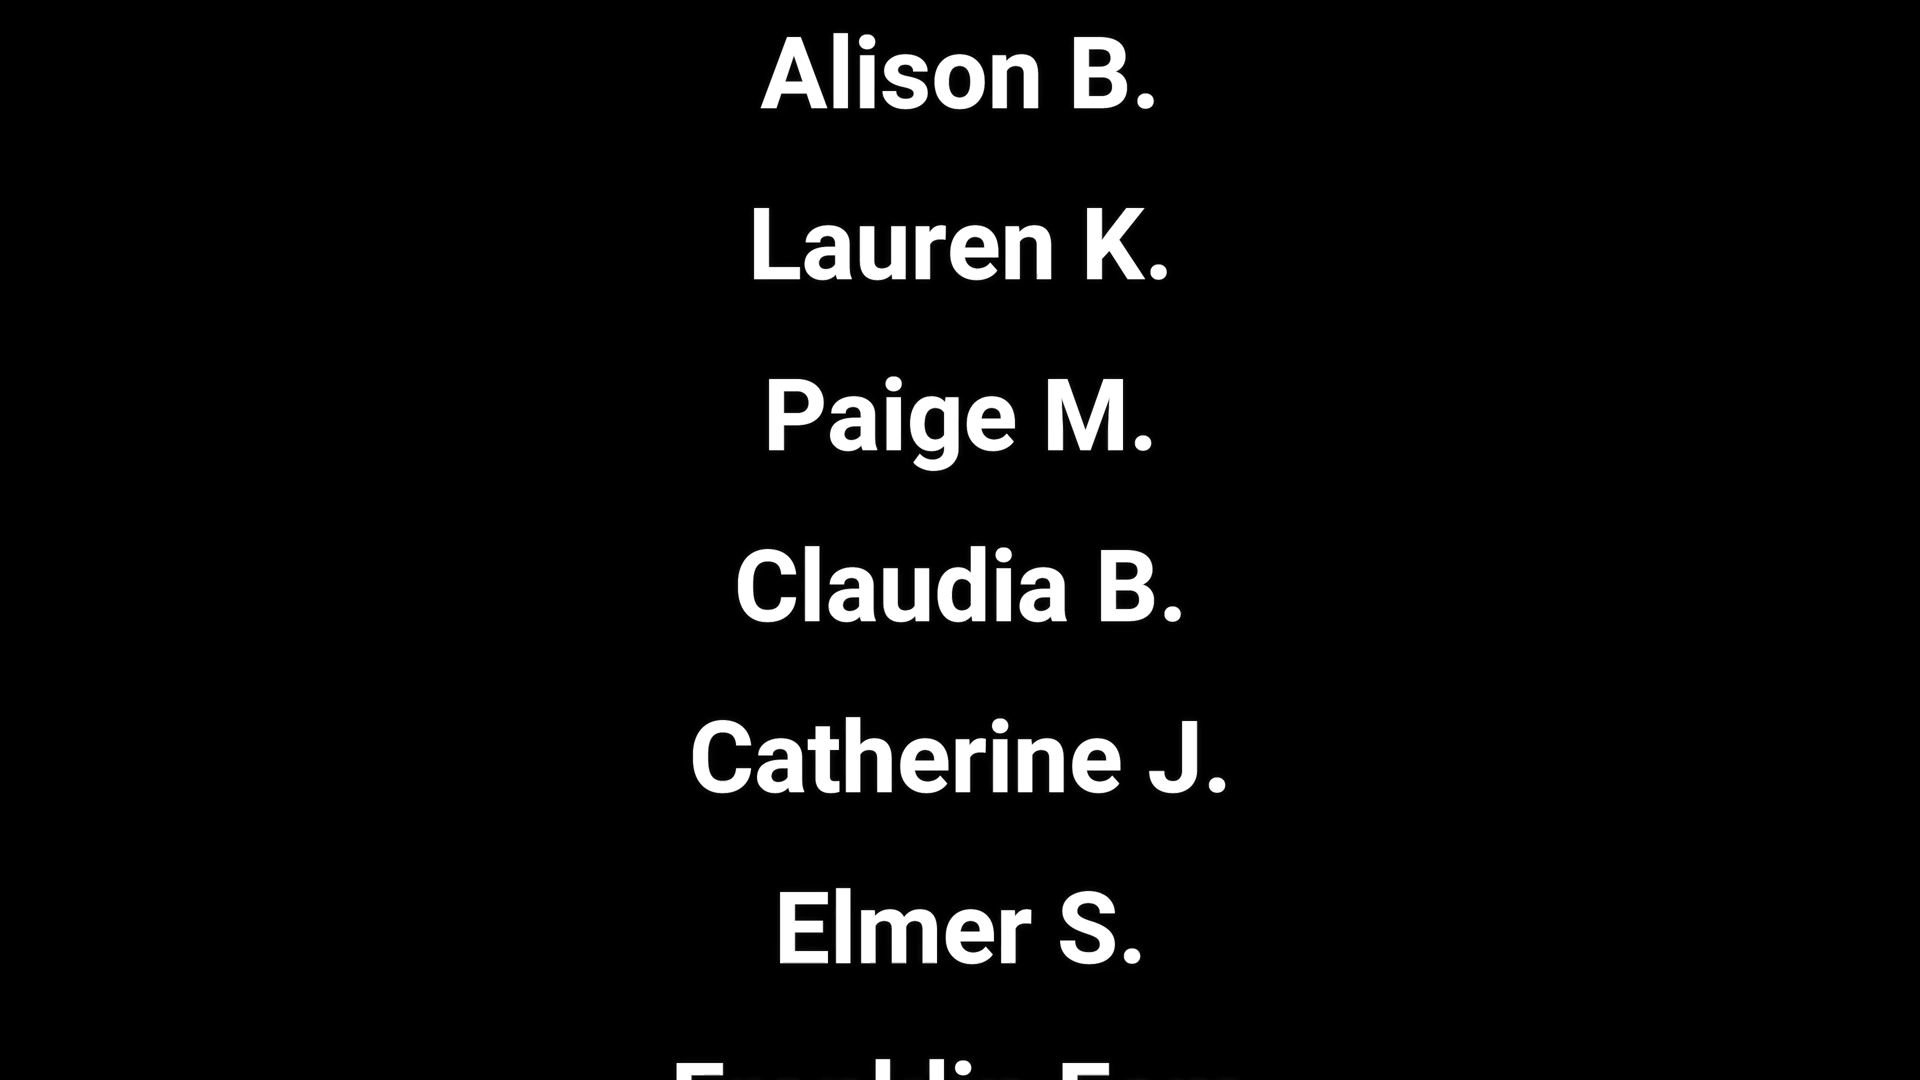 Alison B.
Lauren K.
Paige M.
Claudia B.
Catherine J.
Elmer S.